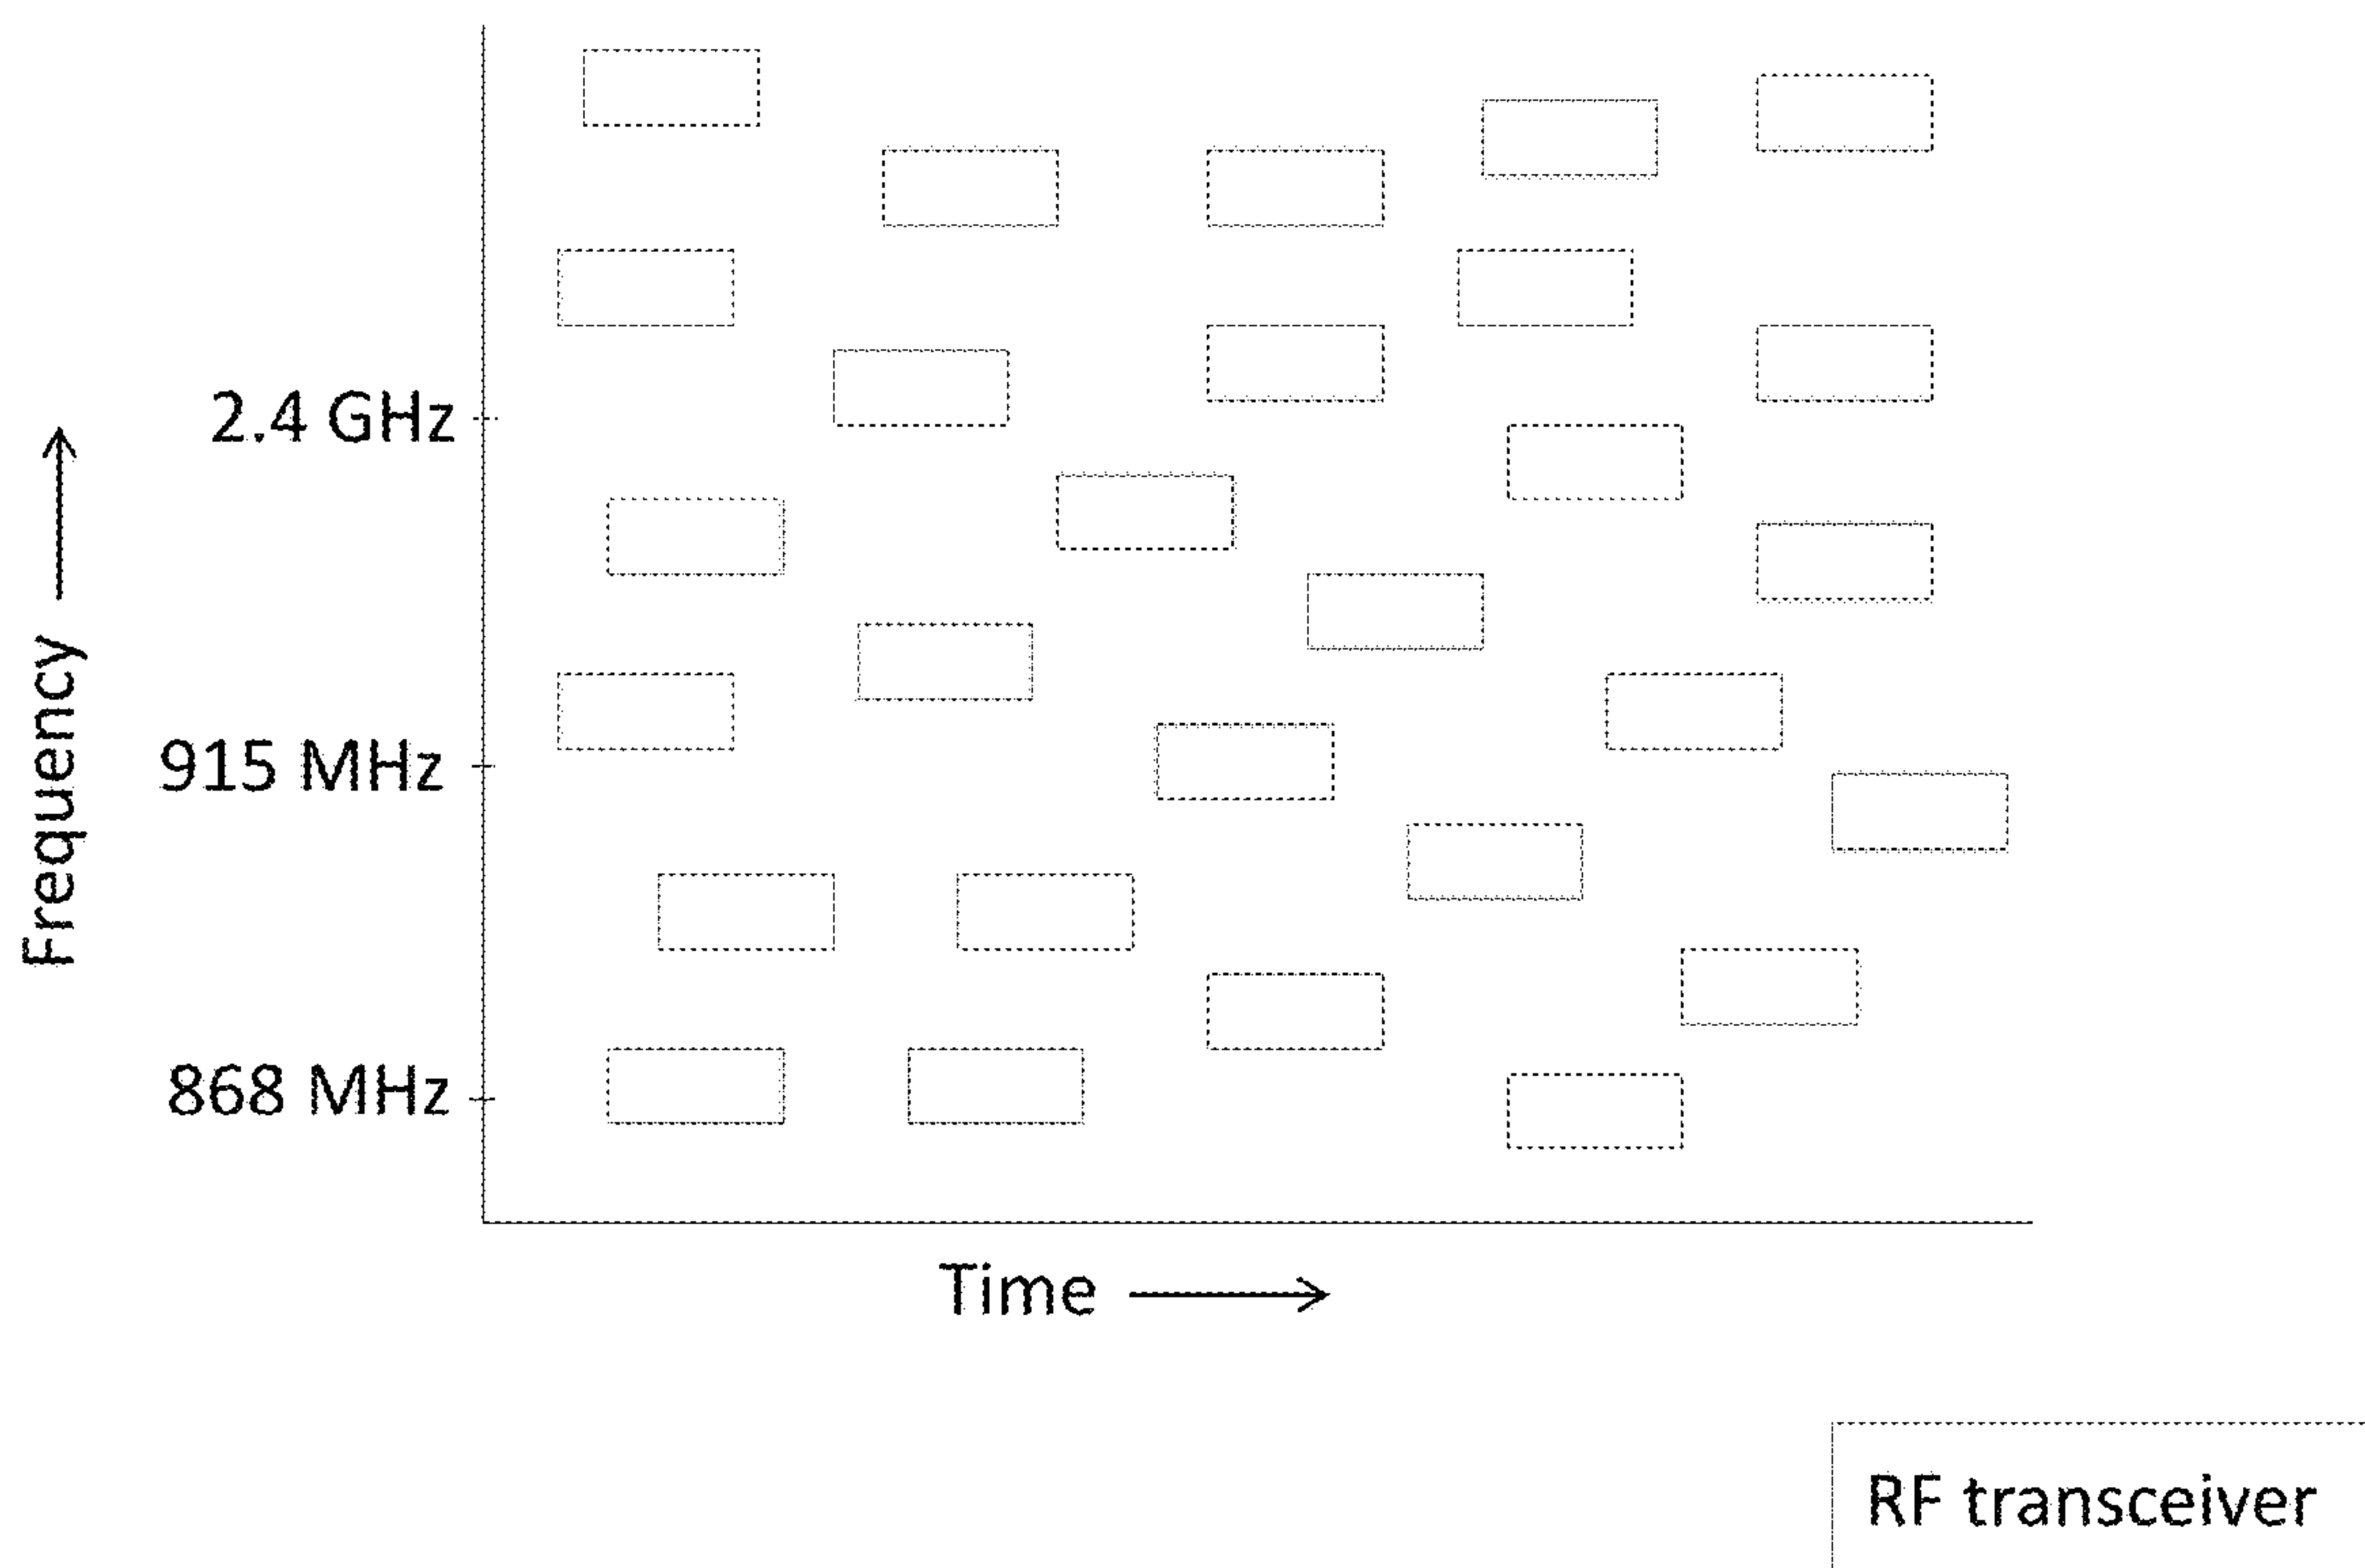 2.4 GHz
Frequency
915 MHz
868 MHz
Time
RF transceiver